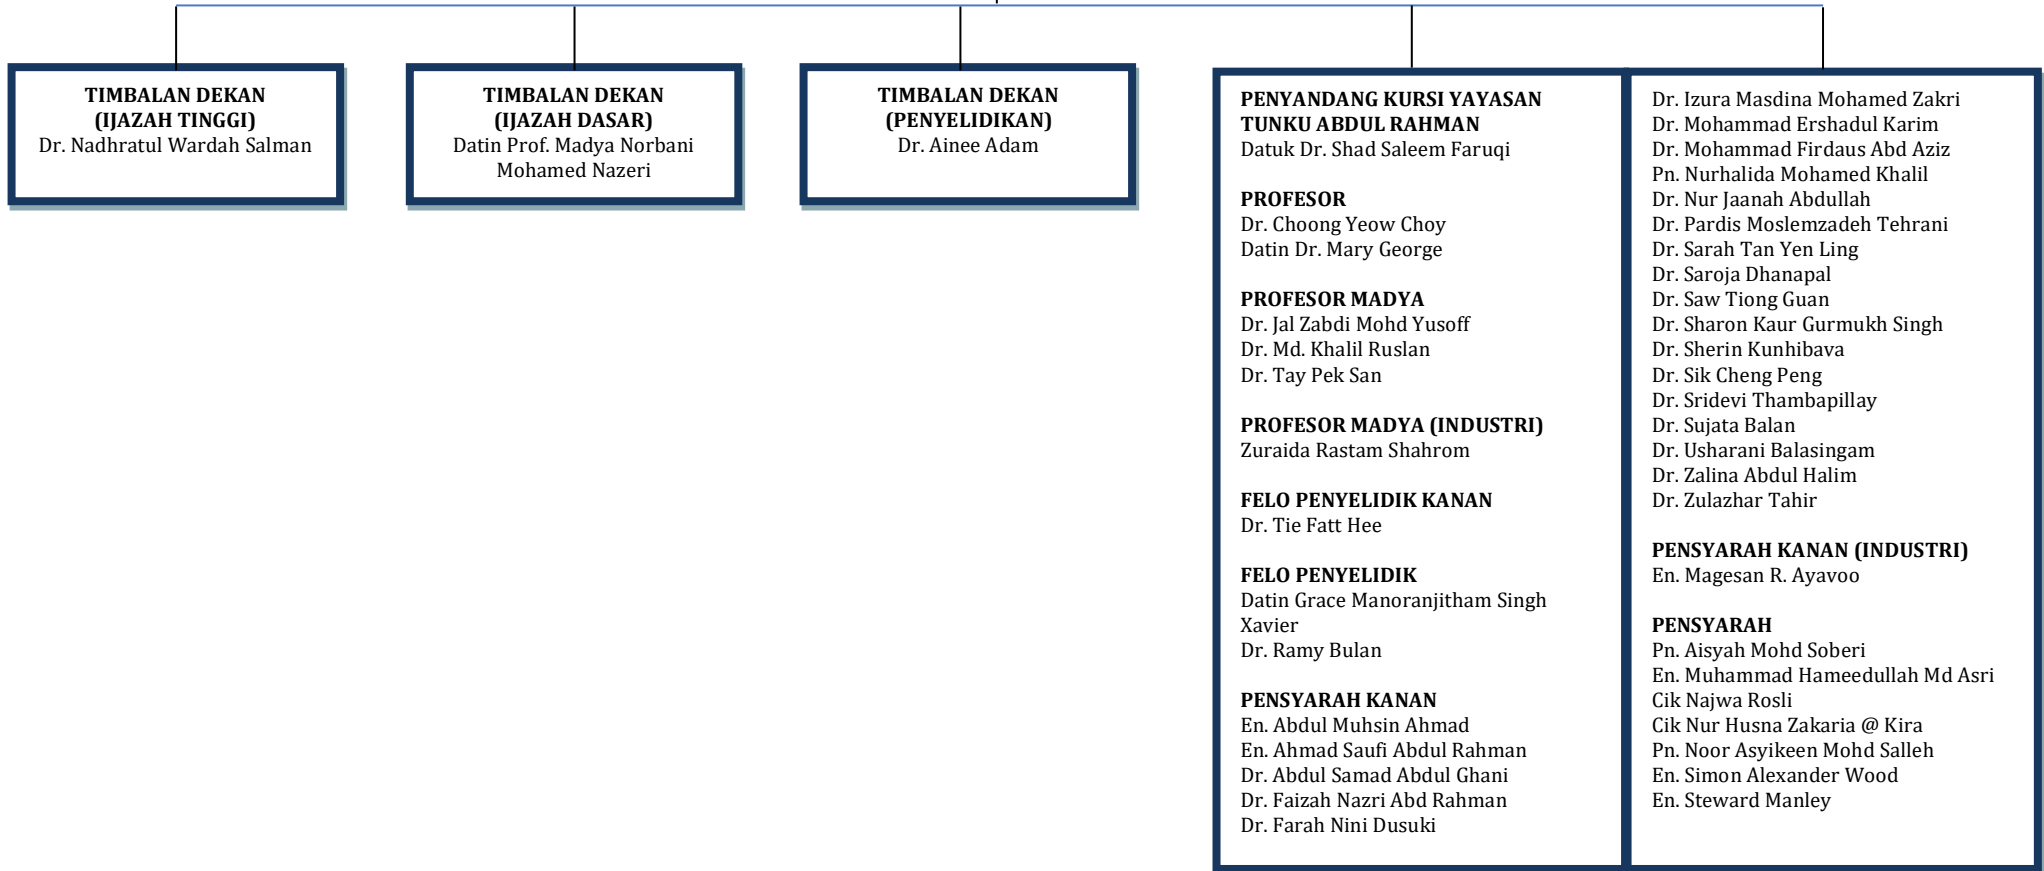 TIMBALAN DEKAN
(IJAZAH TINGGI)
Dr. Nadhratul Wardah Salman
TIMBALAN DEKAN
(IJAZAH DASAR)
Datin Prof. Madya Norbani
Mohamed Nazeri
TIMBALAN DEKAN
(PENYELIDIKAN)
Dr. Ainee Adam
PENYANDANG KURSI YAYASAN
TUNKU ABDUL RAHMAN
Datuk Dr. Shad Saleem Faruqi
PROFESOR
Dr. Choong Yeow Choy
Datin Dr. Mary George
PROFESOR MADYA
Dr. Jal Zabdi Mohd Yusoff
Dr. Md. Khalil Ruslan
Dr. Tay Pek San
PROFESOR MADYA (INDUSTRI)
Zuraida Rastam Shahrom
FELO PENYELIDIK KANAN
Dr. Tie Fatt Hee
FELO PENYELIDIK
Datin Grace Manoranjitham Singh
Xavier
Dr. Ramy Bulan
PENSYARAH KANAN
En. Abdul Muhsin Ahmad
En. Ahmad Saufi Abdul Rahman
Dr. Abdul Samad Abdul Ghani
Dr. Faizah Nazri Abd Rahman
Dr. Farah Nini Dusuki
Dr. Izura Masdina Mohamed Zakri
Dr. Mohammad Ershadul Karim
Dr. Mohammad Firdaus Abd Aziz
Pn. Nurhalida Mohamed Khalil
Dr. Nur Jaanah Abdullah
Dr. Pardis Moslemzadeh Tehrani
Dr. Sarah Tan Yen Ling
Dr. Saroja Dhanapal
Dr. Saw Tiong Guan
Dr. Sharon Kaur Gurmukh Singh
Dr. Sherin Kunhibava
Dr. Sik Cheng Peng
Dr. Sridevi Thambapillay
Dr. Sujata Balan
Dr. Usharani Balasingam
Dr. Zalina Abdul Halim
Dr. Zulazhar Tahir
PENSYARAH KANAN (INDUSTRI)
En. Magesan R. Ayavoo
PENSYARAH
Pn. Aisyah Mohd Soberi
En. Muhammad Hameedullah Md Asri
Cik Najwa Rosli
Cik Nur Husna Zakaria @ Kira
Pn. Noor Asyikeen Mohd Salleh
En. Simon Alexander Wood
En. Steward Manley